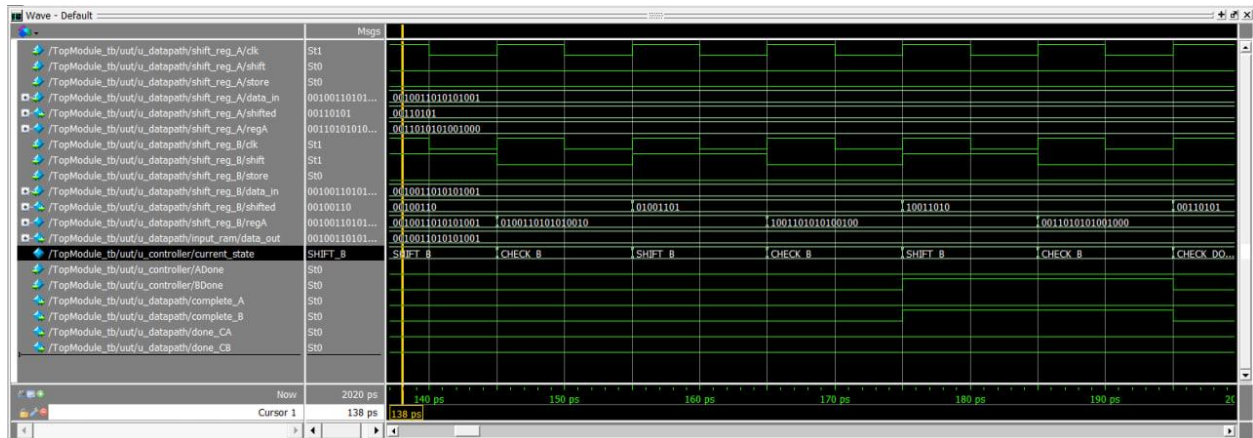 Wave - Default
Msgs
/TopModule_tb/uut/u_datapath/shift_reg_A/clk St1
/TopModule_tb/uut/u_datapath/shift_reg_A/shift St0
/TopModule_tb/uut/u_datapath/shift_reg_A/store St0
/TopModule_tb/uut/u_datapath/shift_reg_A/data_in 00100110101... 0010011010101001
/TopModule_tb/uut/u_datapath/shift_reg_A/shifted 00110101 00110101
/TopModule_tb/uut/u_datapath/shift_reg_A/regA 00110101010... 0011010101001000
/TopModule_tb/uut/u_datapath/shift_reg_B/clk St1
/TopModule_tb/uut/u_datapath/shift_reg_B/shift St1
/TopModule_tb/uut/u_datapath/shift_reg_B/store St0
/TopModule_tb/uut/u_datapath/shift_reg_B/data_in 00100110101... 0010011010101001
/TopModule_tb/uut/u_datapath/shift_reg_B/shifted 00100110 00100110 01001101 10011010 00110101
/TopModule_tb/uut/u_datapath/shift_reg_B/regA 00100110101... 0010011010101001 0100110101010010 1001101010100100 0011010101001000
/TopModule_tb/uut/u_datapath/input_ram/data_out 00100110101... 0010011010101001
/TopModule_tb/uut/u_controller/current_state SHIFT_B SHIFT_B CHECK_B SHIFT_B CHECK_B SHIFT_B CHECK_B CHECK_DO...
/TopModule_tb/uut/u_controller/ADone St0
/TopModule_tb/uut/u_controller/BDone St0
/TopModule_tb/uut/u_datapath/complete_A St0
/TopModule_tb/uut/u_datapath/complete_B St0
/TopModule_tb/uut/u_datapath/done_CA St0
/TopModule_tb/uut/u_datapath/done_CB St0
Now 2020 ps 140 ps 150 ps 160 ps 170 ps 180 ps 190 ps 20
Cursor 1 138 ps 138 ps